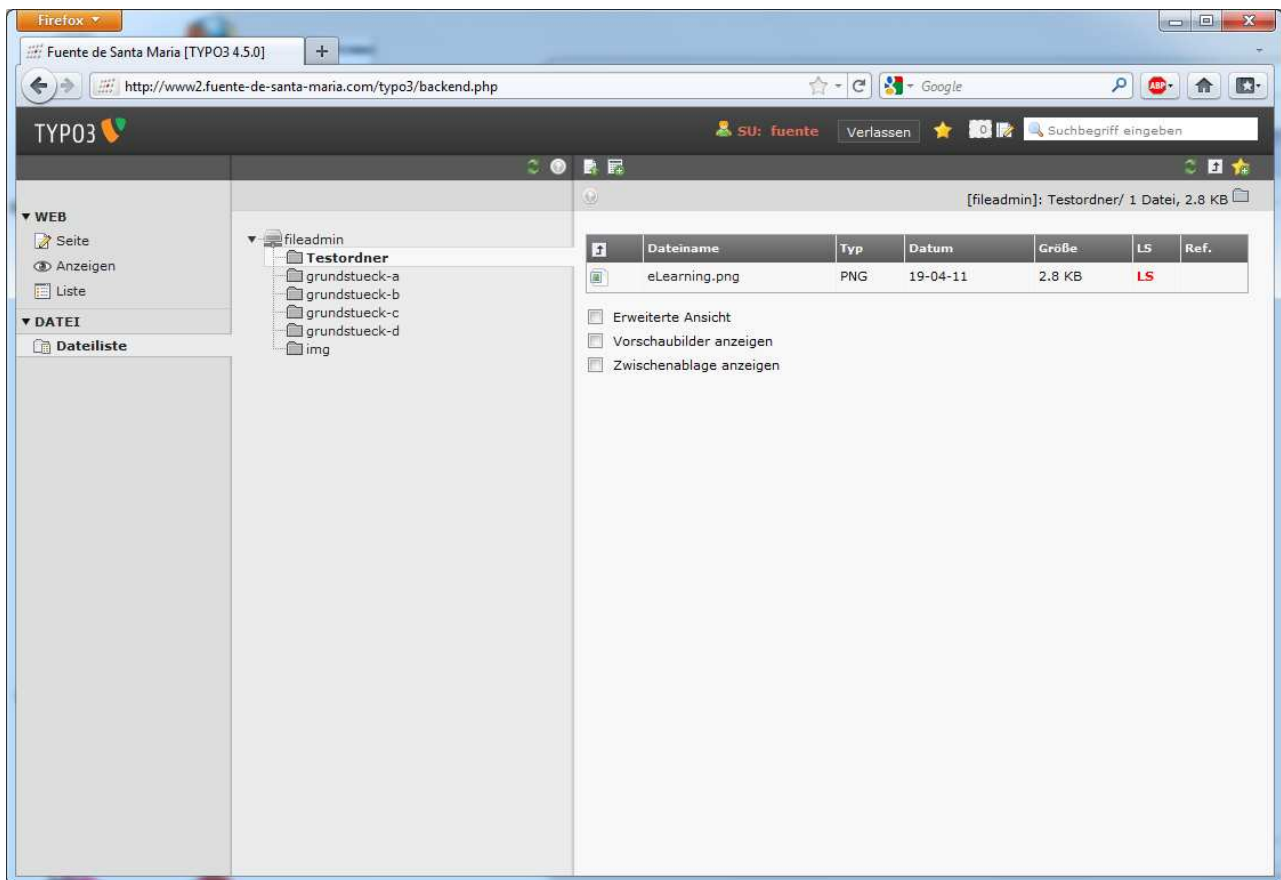 Firefox
Fuente de Santa Maria [TYPO3 4.5.0]
http://www2.fuente-de-santa-maria.com/typo3/backend.php
Google
ABP
TYPO3
SU: fuente
Verlassen
0
Suchbegriff eingeben
[fileadmin]: Testordner/ 1 Datei, 2.8 KB
WEB
Seite
Anzeigen
Liste
DATEI
Dateiliste
fileadmin
Testordner
grundstueck-a
grundstueck-b
grundstueck-c
grundstueck-d
img
Dateiname Typ Datum Größe LS Ref.
eLearning.png PNG 19-04-11 2.8 KB LS
Erweiterte Ansicht
Vorschaubilder anzeigen
Zwischenablage anzeigen